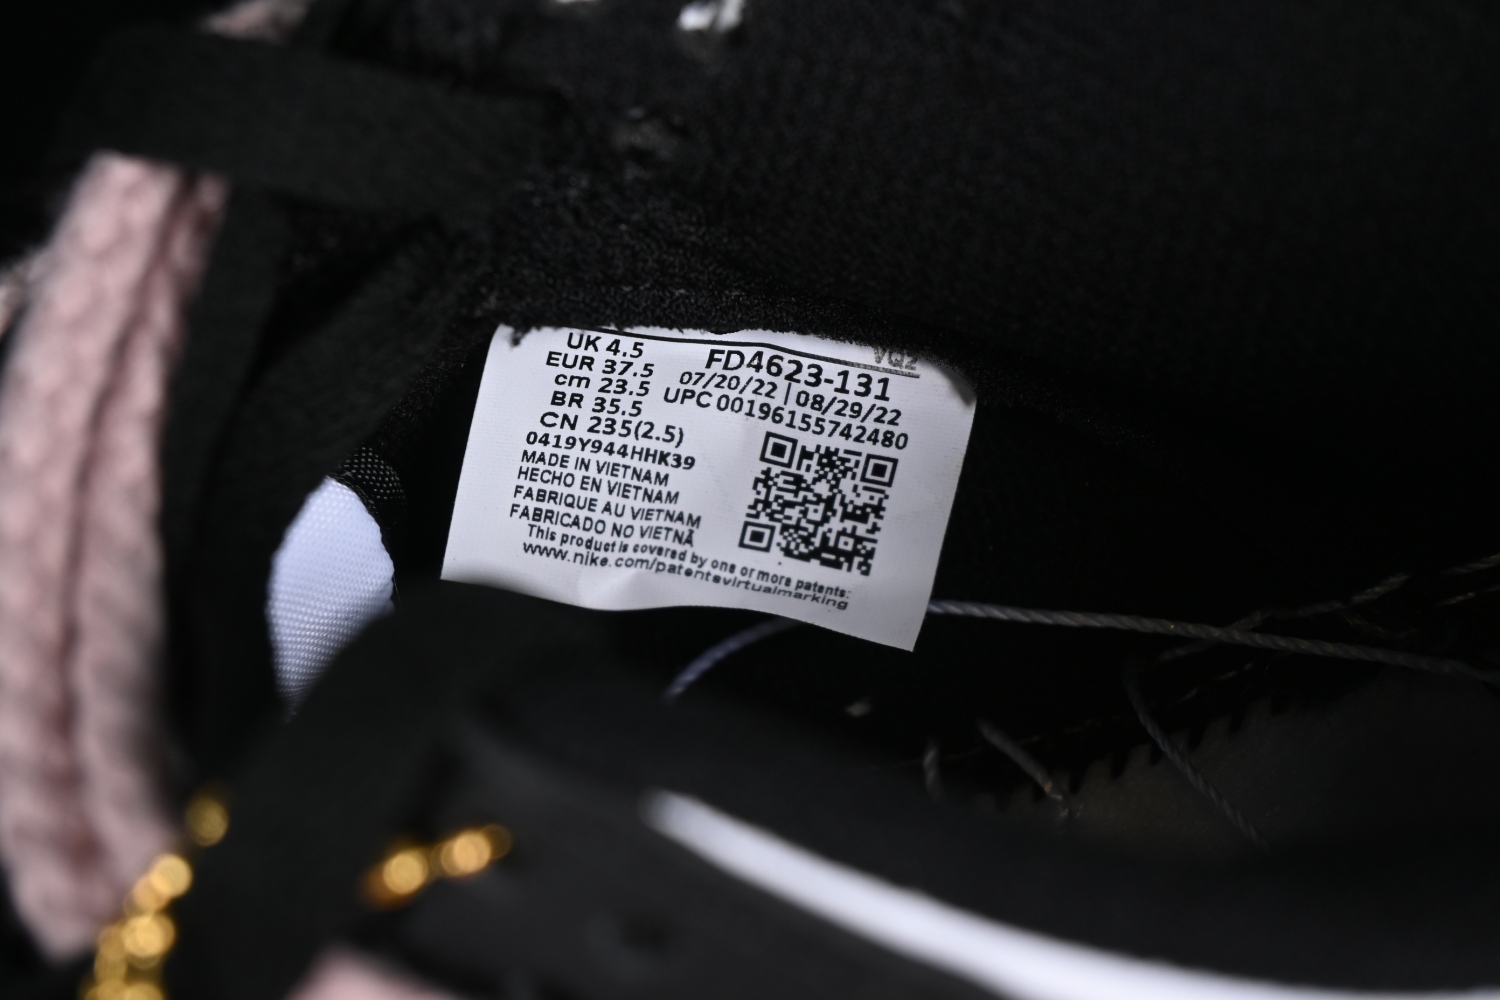 UK 4.5
EUR 37.5
cm 23.5
BR 35.5
CN 235(2.5)
0419Y944HHK39
MADE IN VIETNAM
HECHO EN VIETNAM
FABRIQUE AU VIETNAM
FABRICADO NO VIETNÃ
VQ2
FD4623-131
07/20/22 | 08/29/22
UPC 00196155742480
This product is covered by one or more patents:
www.nike.com/patentsvirtualmarking